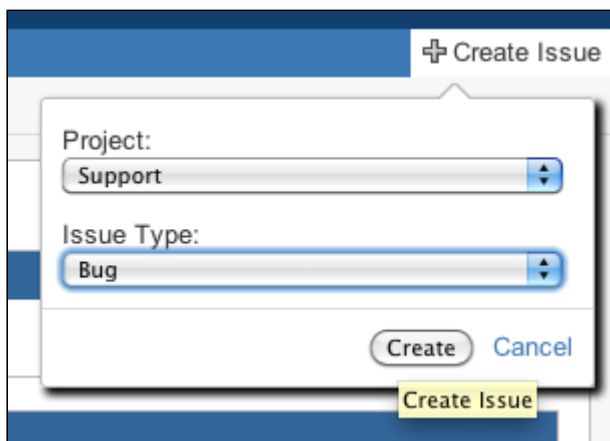 Create Issue
Project:
Support
Issue Type:
Bug
Create Cancel
Create Issue